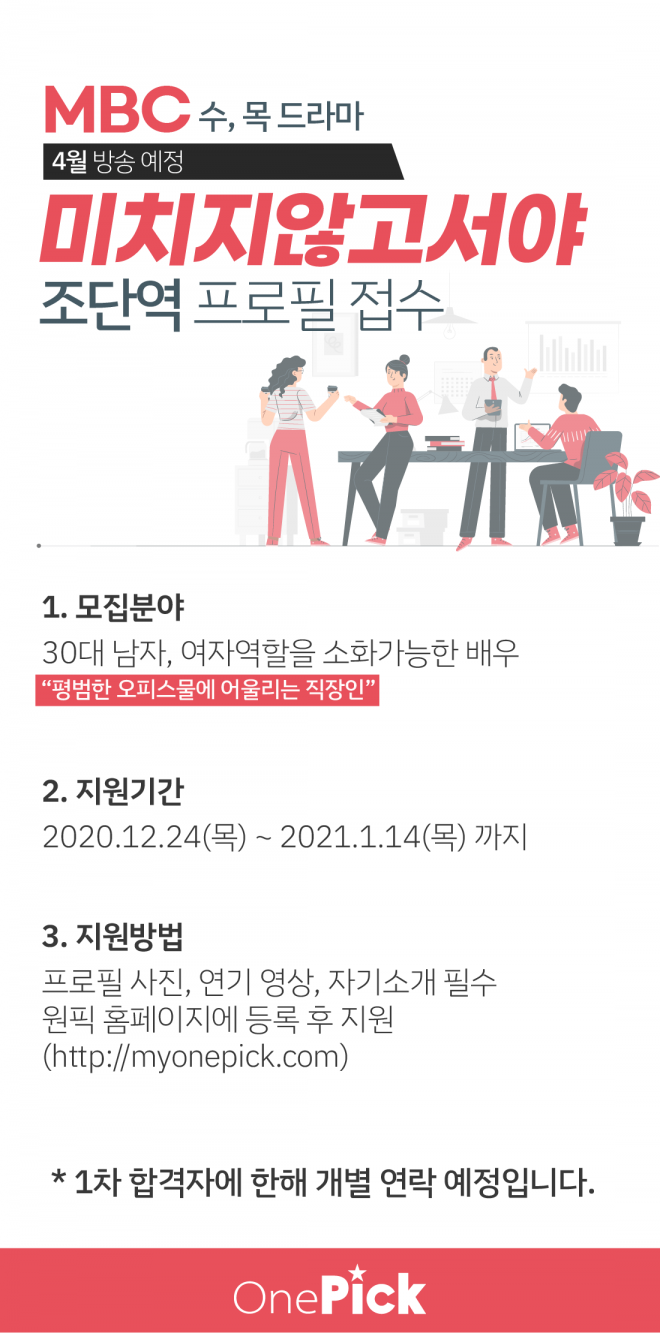 MBC 수, 목 드라마
4월 방송 예정
미치지않고서야
조단역 프로필 접수
1. 모집분야
30대 남자, 여자역할을 소화가능한 배우
“평범한 오피스물에 어울리는 직장인”
2. 지원기간
2020.12.24(목) ~ 2021.1.14(목) 까지
3. 지원방법
프로필 사진, 연기 영상, 자기소개 필수
원픽 홈페이지에 등록 후 지원
(http://myonepick.com)
* 1차 합격자에 한해 개별 연락 예정입니다.
OnePick